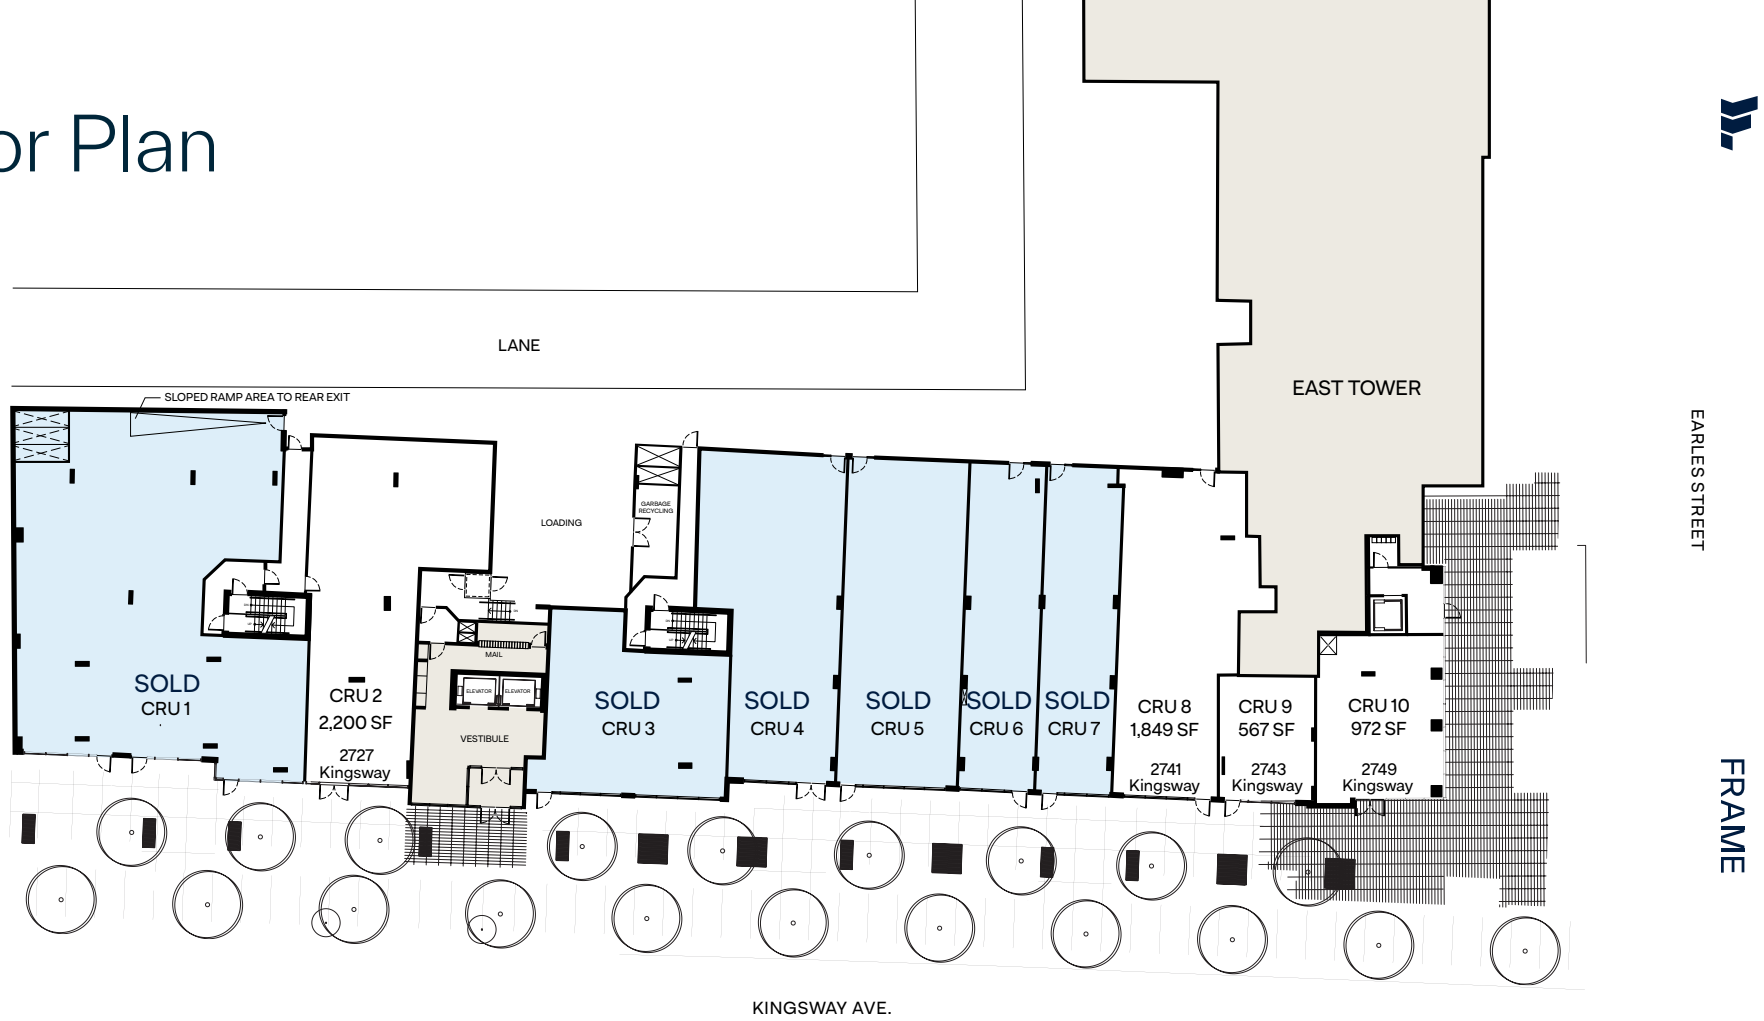 or Plan
LANE
SLOPED RAMP AREA TO REAR EXIT
EAST TOWER
EARLES STREET
GARBAGE
RECYCLING
LOADING
MAIL
ELEVATOR
ELEVATOR
VESTIBULE
SOLD
CRU 1
CRU 2
2,200 SF
2727
Kingsway
SOLD
CRU 3
SOLD
CRU 4
SOLD
CRU 5
SOLD
CRU 6
SOLD
CRU 7
CRU 8
1,849 SF
2741
Kingsway
CRU 9
567 SF
2743
Kingsway
CRU 10
972 SF
2749
Kingsway
FRAME
KINGSWAY AVE.